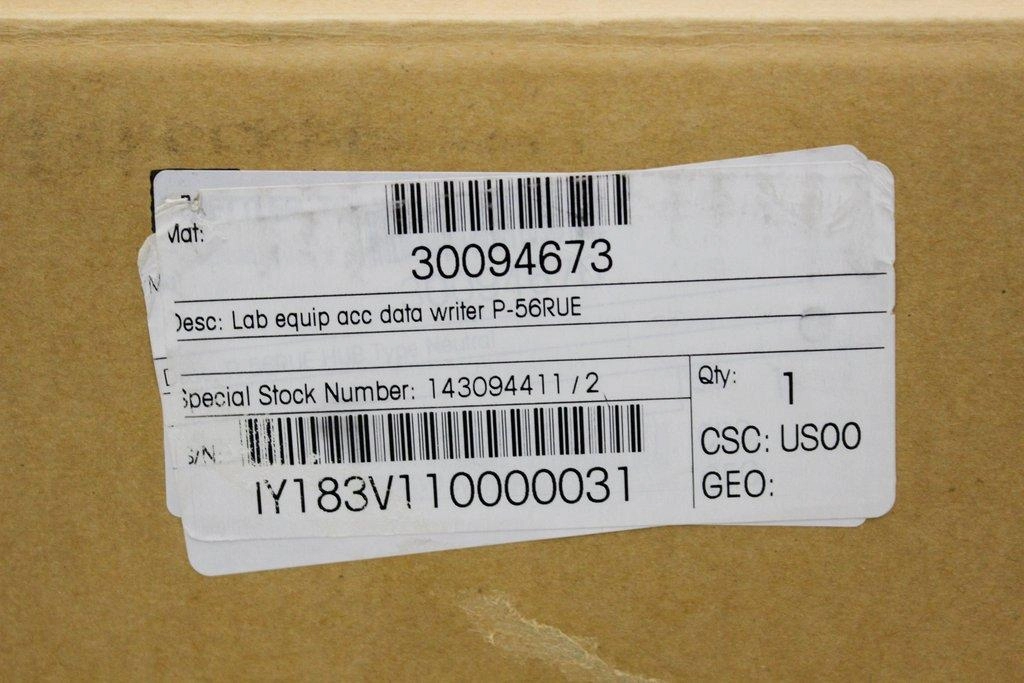 Mat:
30094673
Desc: Lab equip acc data writer P-56RUE
Special Stock Number: 143094411 / 2
Qty: 1
S/N:
IY183V110000031
CSC: US00
GEO: